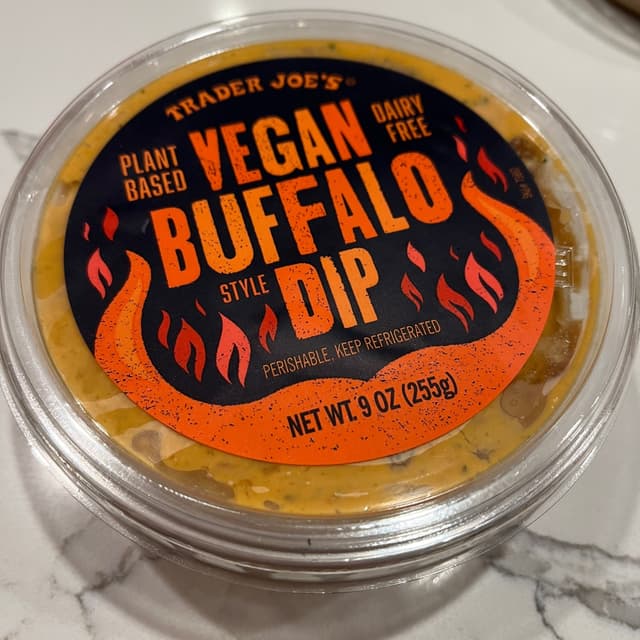 TRADER JOE'S
PLANT BASED
VEGAN
DAIRY FREE
BUFFALO
STYLE
DIP
PERISHABLE. KEEP REFRIGERATED
NET WT. 9 OZ (255g)